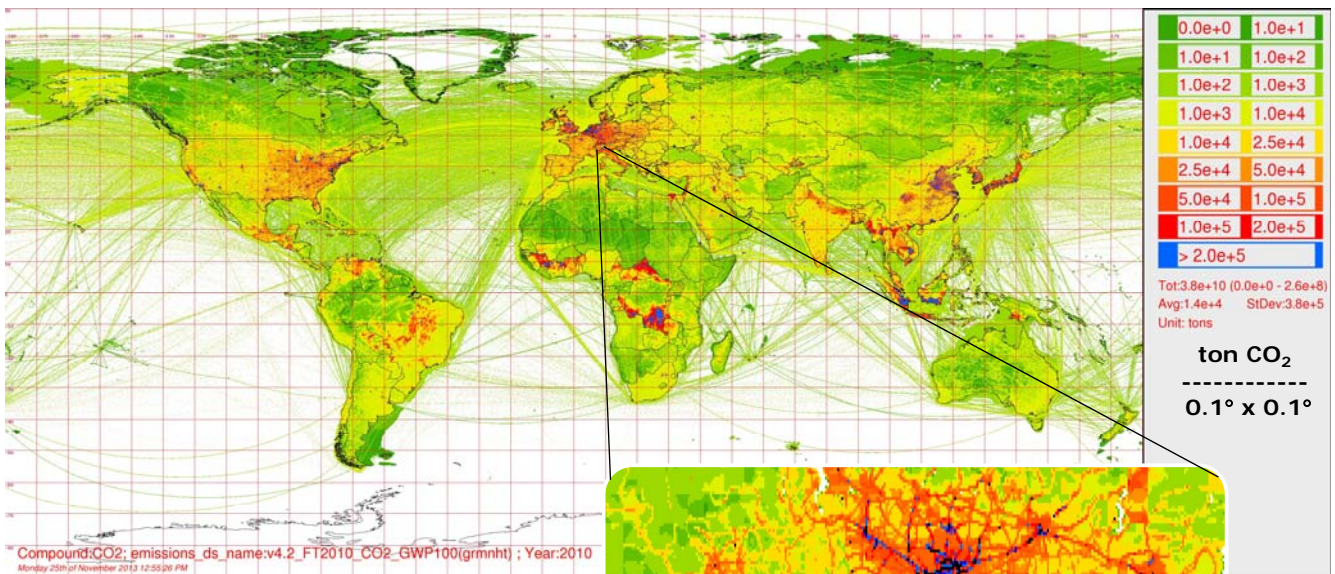 0.0e+0 1.0e+1
1.0e+1 1.0e+2
1.0e+2 1.0e+3
1.0e+3 1.0e+4
1.0e+4 2.5e+4
2.5e+4 5.0e+4
5.0e+4 1.0e+5
1.0e+5 2.0e+5
> 2.0e+5
Tot:3.8e+10 (0.0e+0 - 2.6e+8)
Avg:1.4e+4 StDev:3.8e+5
Unit: tons
ton CO₂
------------
0.1° x 0.1°
Compound:CO2; emissions_ds_name:v4.2_FT2010_CO2_GWP100(grmnht) ; Year:2010
Monday 25th of November 2013 12:55:26 PM